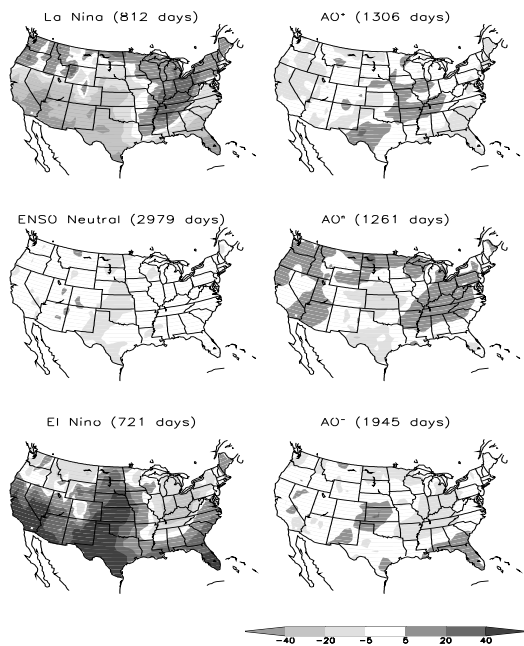 La Nina (812 days)
AO⁺ (1306 days)
ENSO Neutral (2979 days)
AOⁿ (1261 days)
El Nino (721 days)
AO⁻ (1945 days)
-40 -20 -5 5 20 40